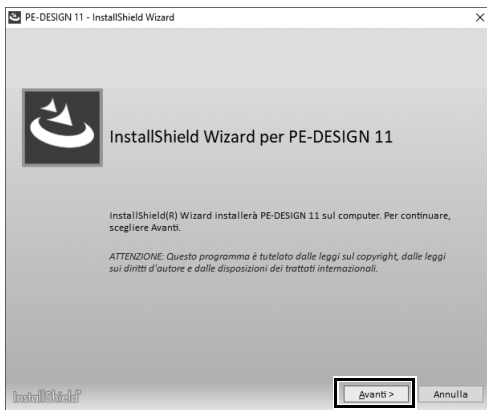 PE-DESIGN 11 - InstallShield Wizard
InstallShield Wizard per PE-DESIGN 11
InstallShield(R) Wizard installerà PE-DESIGN 11 sul computer. Per continuare,
scegliere Avanti.
ATTENZIONE: Questo programma è tutelato dalle leggi sul copyright, dalle leggi
sui diritti d'autore e dalle disposizioni dei trattati internazionali.
InstallShield
Avanti >
Annulla